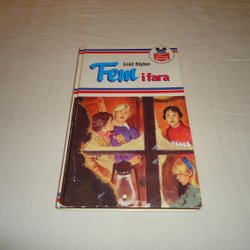 Enid Blyton
Fem i fara